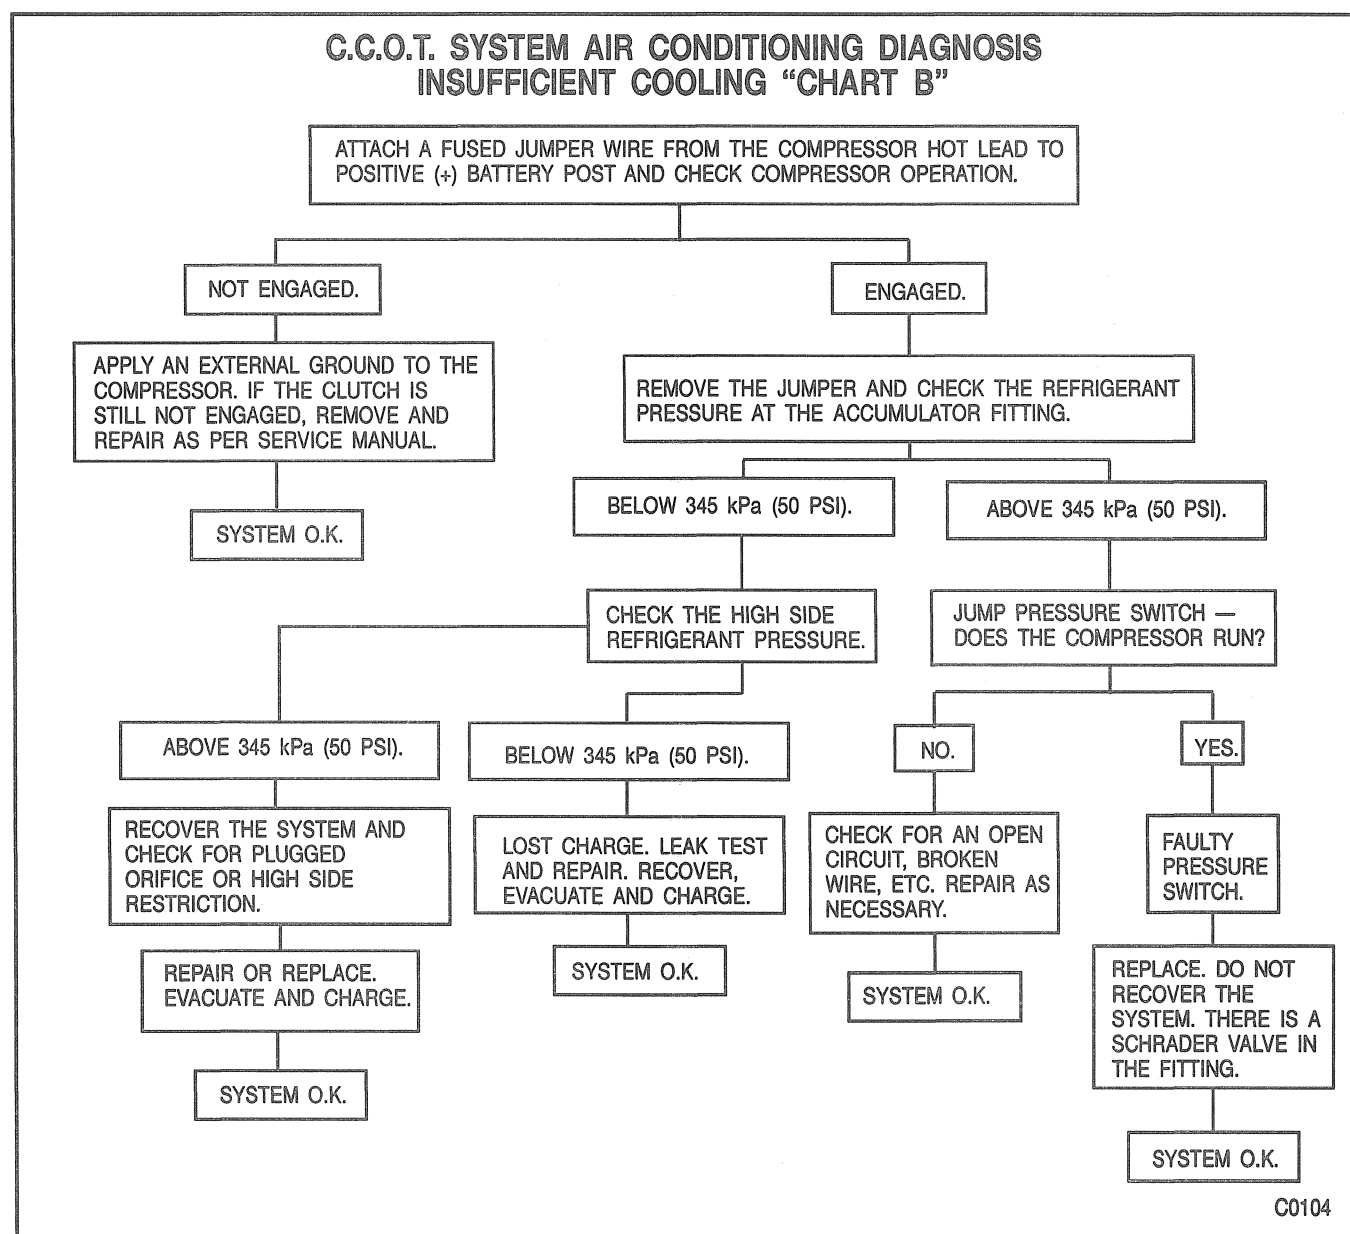 C.C.O.T. SYSTEM AIR CONDITIONING DIAGNOSIS
INSUFFICIENT COOLING “CHART B”
ATTACH A FUSED JUMPER WIRE FROM THE COMPRESSOR HOT LEAD TO
POSITIVE (+) BATTERY POST AND CHECK COMPRESSOR OPERATION.
NOT ENGAGED.
ENGAGED.
APPLY AN EXTERNAL GROUND TO THE
COMPRESSOR. IF THE CLUTCH IS
STILL NOT ENGAGED, REMOVE AND
REPAIR AS PER SERVICE MANUAL.
REMOVE THE JUMPER AND CHECK THE REFRIGERANT
PRESSURE AT THE ACCUMULATOR FITTING.
SYSTEM O.K.
BELOW 345 kPa (50 PSI).
ABOVE 345 kPa (50 PSI).
CHECK THE HIGH SIDE
REFRIGERANT PRESSURE.
JUMP PRESSURE SWITCH —
DOES THE COMPRESSOR RUN?
ABOVE 345 kPa (50 PSI).
BELOW 345 kPa (50 PSI).
NO.
YES.
RECOVER THE SYSTEM AND
CHECK FOR PLUGGED
ORIFICE OR HIGH SIDE
RESTRICTION.
LOST CHARGE. LEAK TEST
AND REPAIR. RECOVER,
EVACUATE AND CHARGE.
CHECK FOR AN OPEN
CIRCUIT, BROKEN
WIRE, ETC. REPAIR AS
NECESSARY.
FAULTY
PRESSURE
SWITCH.
REPAIR OR REPLACE.
EVACUATE AND CHARGE.
SYSTEM O.K.
SYSTEM O.K.
REPLACE. DO NOT
RECOVER THE
SYSTEM. THERE IS A
SCHRADER VALVE IN
THE FITTING.
SYSTEM O.K.
SYSTEM O.K.
C0104